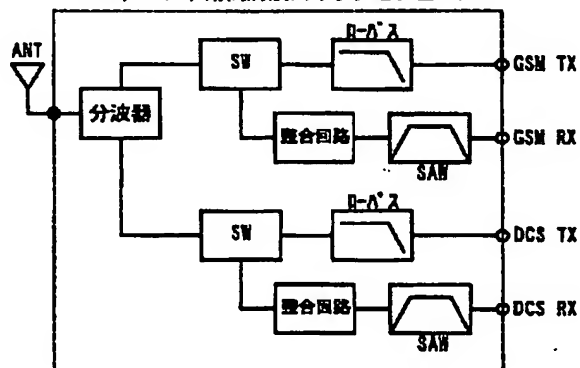 ANT
分波器
SW
ローパス
GSM TX
整合回路
SAW
GSM RX
SW
ローパス
DCS TX
整合回路
SAW
DCS RX